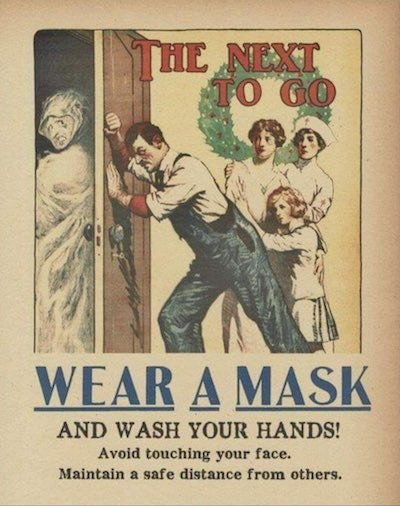 THE NEXT
TO GO
WEAR A MASK
AND WASH YOUR HANDS!
Avoid touching your face.
Maintain a safe distance from others.